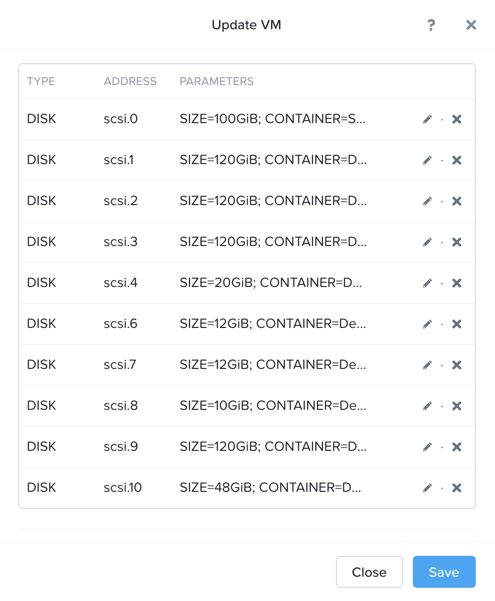 Update VM
?
TYPE ADDRESS PARAMETERS
DISK scsi.0 SIZE=100GiB; CONTAINER=S...
DISK scsi.1 SIZE=120GiB; CONTAINER=D...
DISK scsi.2 SIZE=120GiB; CONTAINER=D...
DISK scsi.3 SIZE=120GiB; CONTAINER=D...
DISK scsi.4 SIZE=20GiB; CONTAINER=D...
DISK scsi.6 SIZE=12GiB; CONTAINER=De...
DISK scsi.7 SIZE=12GiB; CONTAINER=De...
DISK scsi.8 SIZE=10GiB; CONTAINER=De...
DISK scsi.9 SIZE=120GiB; CONTAINER=D...
DISK scsi.10 SIZE=48GiB; CONTAINER=D...
Close Save